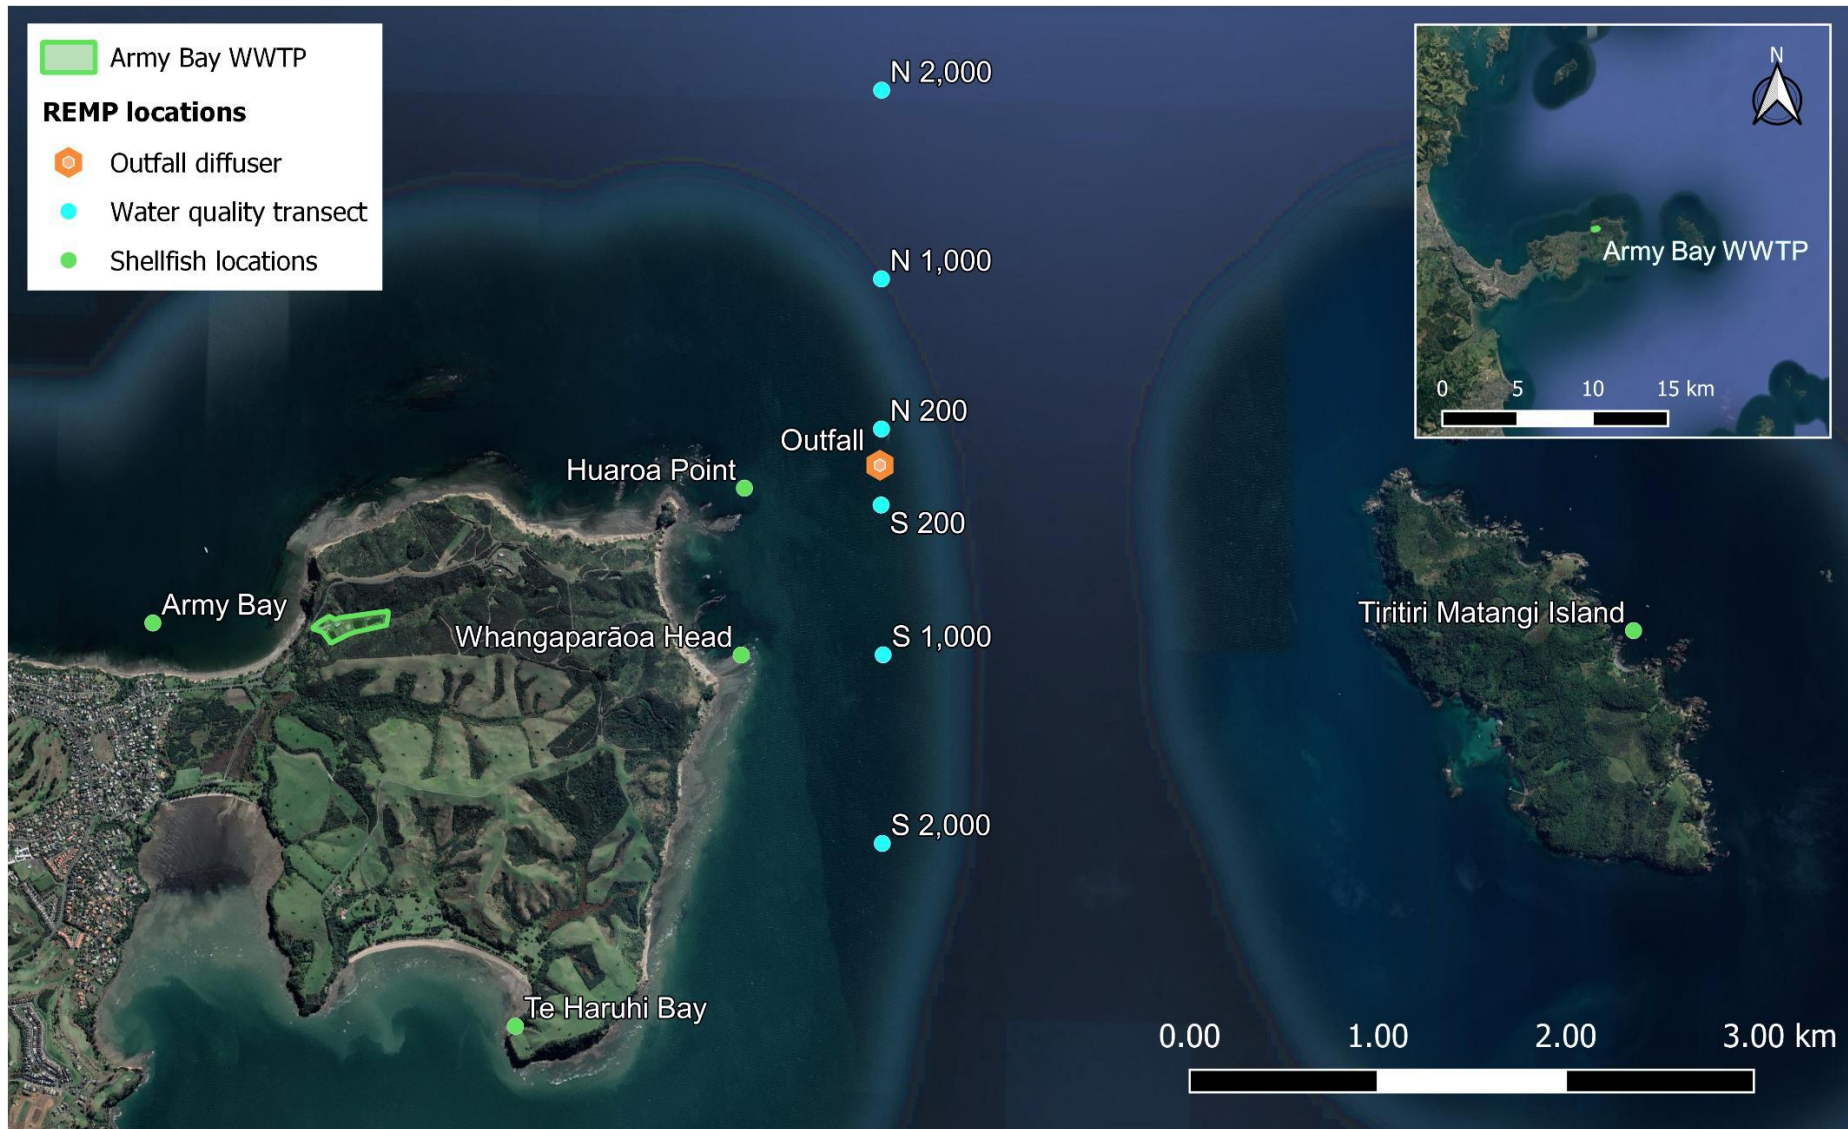 Army Bay WWTP
REMP locations
Outfall diffuser
Water quality transect
Shellfish locations
N 2,000
N 1,000
N 200
Outfall
Huaroa Point
S 200
Army Bay
Whangaparāoa Head
S 1,000
Tiritiri Matangi Island
S 2,000
Te Haruhi Bay
N
Army Bay WWTP
0 5 10 15 km
0.00 1.00 2.00 3.00 km